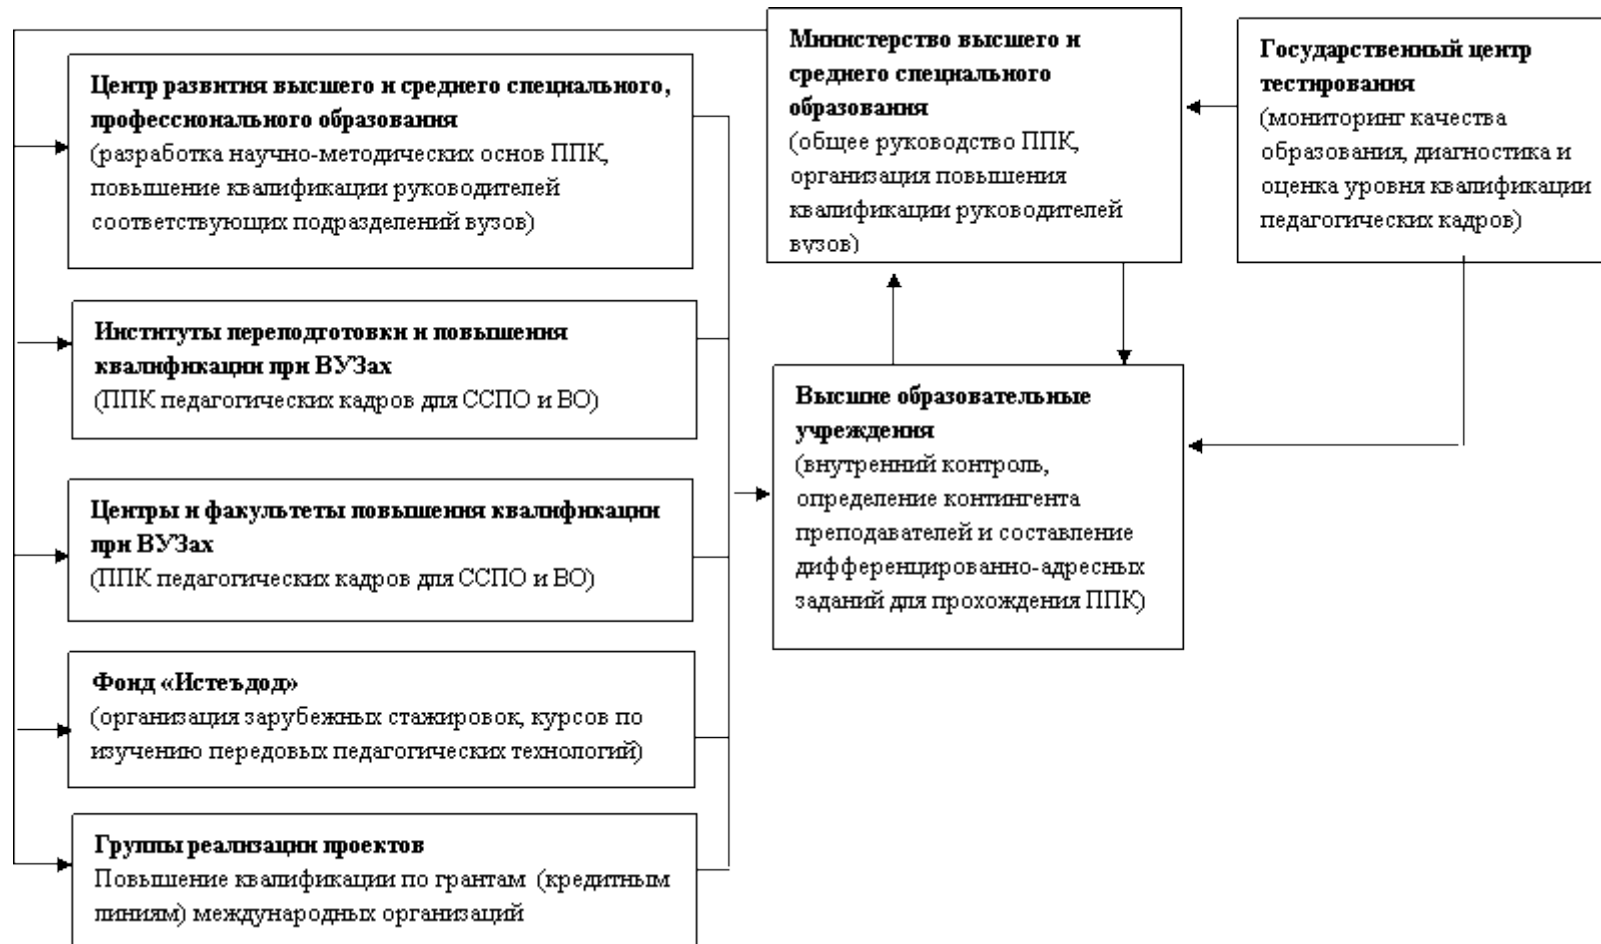 Центр развития высшего и среднего специального,
профессионального образования
(разработка научно-методических основ ППК,
повышение квалификации руководителей
соответствующих подразделений вузов)
Институты переподготовки и повышения
квалификации при ВУЗах
(ППК педагогических кадров для ССПО и ВО)
Центры и факультеты повышения квалификации
при ВУЗах
(ППК педагогических кадров для ССПО и ВО)
Фонд «Истеъдод»
(организация зарубежных стажировок, курсов по
изучению передовых педагогических технологий)
Группы реализации проектов
Повышение квалификации по грантам (кредитным
линиям) международных организаций
Министерство высшего и
среднего специального
образования
(общее руководство ППК,
организация повышения
квалификации руководителей
вузов)
Высшие образовательные
учреждения
(внутренний контроль,
определение контингента
преподавателей и составление
дифференцированно-адресных
заданий для прохождения ППК)
Государственный центр
тестирования
(мониторинг качества
образования, диагностика и
оценка уровня квалификации
педагогических кадров)